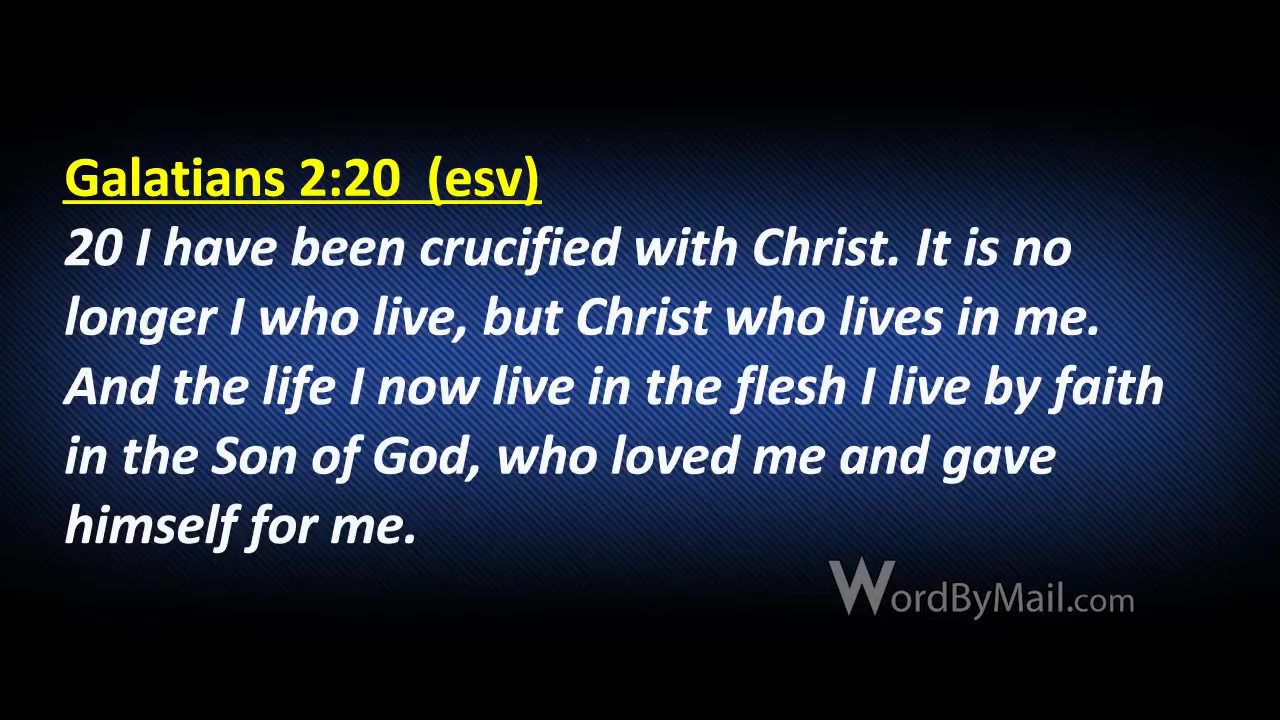 Galatians 2:20  (esv)
20 I have been crucified with Christ. It is no
longer I who live, but Christ who lives in me.
And the life I now live in the flesh I live by faith
in the Son of God, who loved me and gave
himself for me.
WordByMail.com